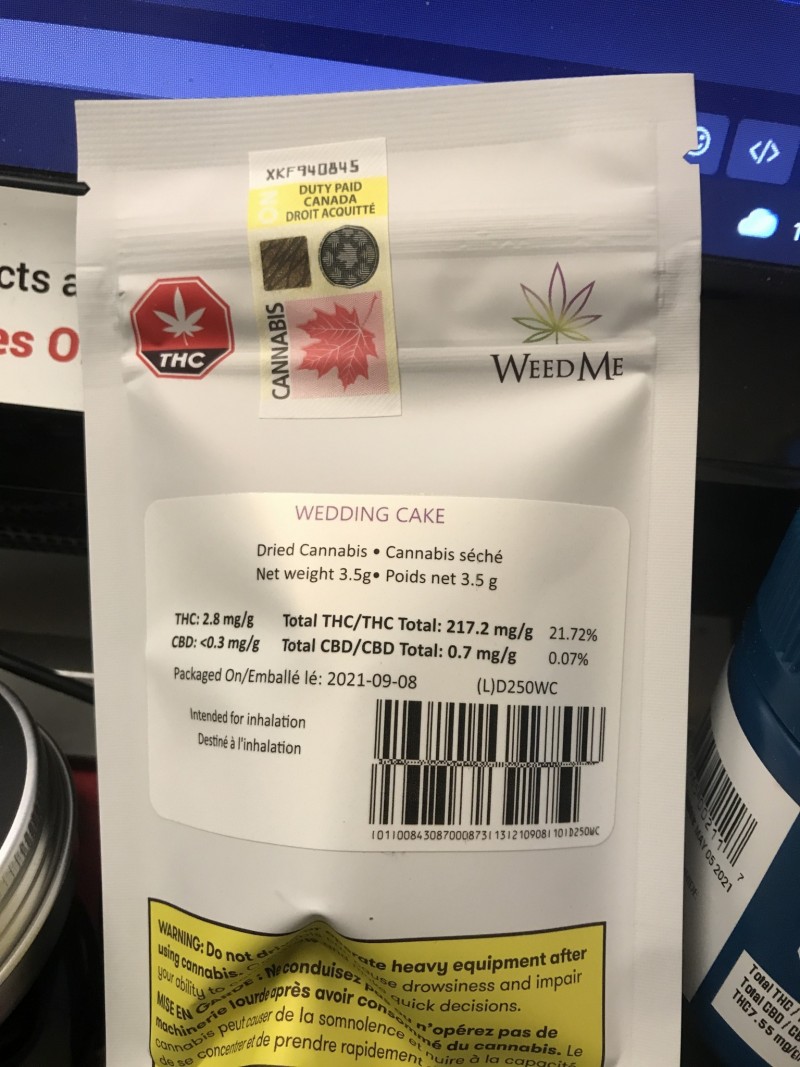 XKF940845
ON
DUTY PAID
CANADA
DROIT ACQUITTÉ
CANNABIS
THC
WEEDME
cts a
es O
</>
WEDDING CAKE
Dried Cannabis • Cannabis séché
Net weight 3.5g• Poids net 3.5 g
THC: 2.8 mg/g Total THC/THC Total: 217.2 mg/g 21.72%
CBD: <0.3 mg/g Total CBD/CBD Total: 0.7 mg/g 0.07%
Packaged On/Emballé lé: 2021-09-08 (L)D250WC
Intended for inhalation
Destiné à l'inhalation
WARNING: Do not rate heavy equipment after
using cannabis. use drowsiness and impair
your ability to quick decisions.
MISE EN : Ne conduisez n'opérez pas de
machinerie lourde après avoir consommé du cannabis. Le
cannabis peut causer de la somnolence et nuire à la capacité
de se concentrer et de prendre rapidement
MAY 05 2021
Total THC /
Total CBD / CB
THC7.55 mg/g